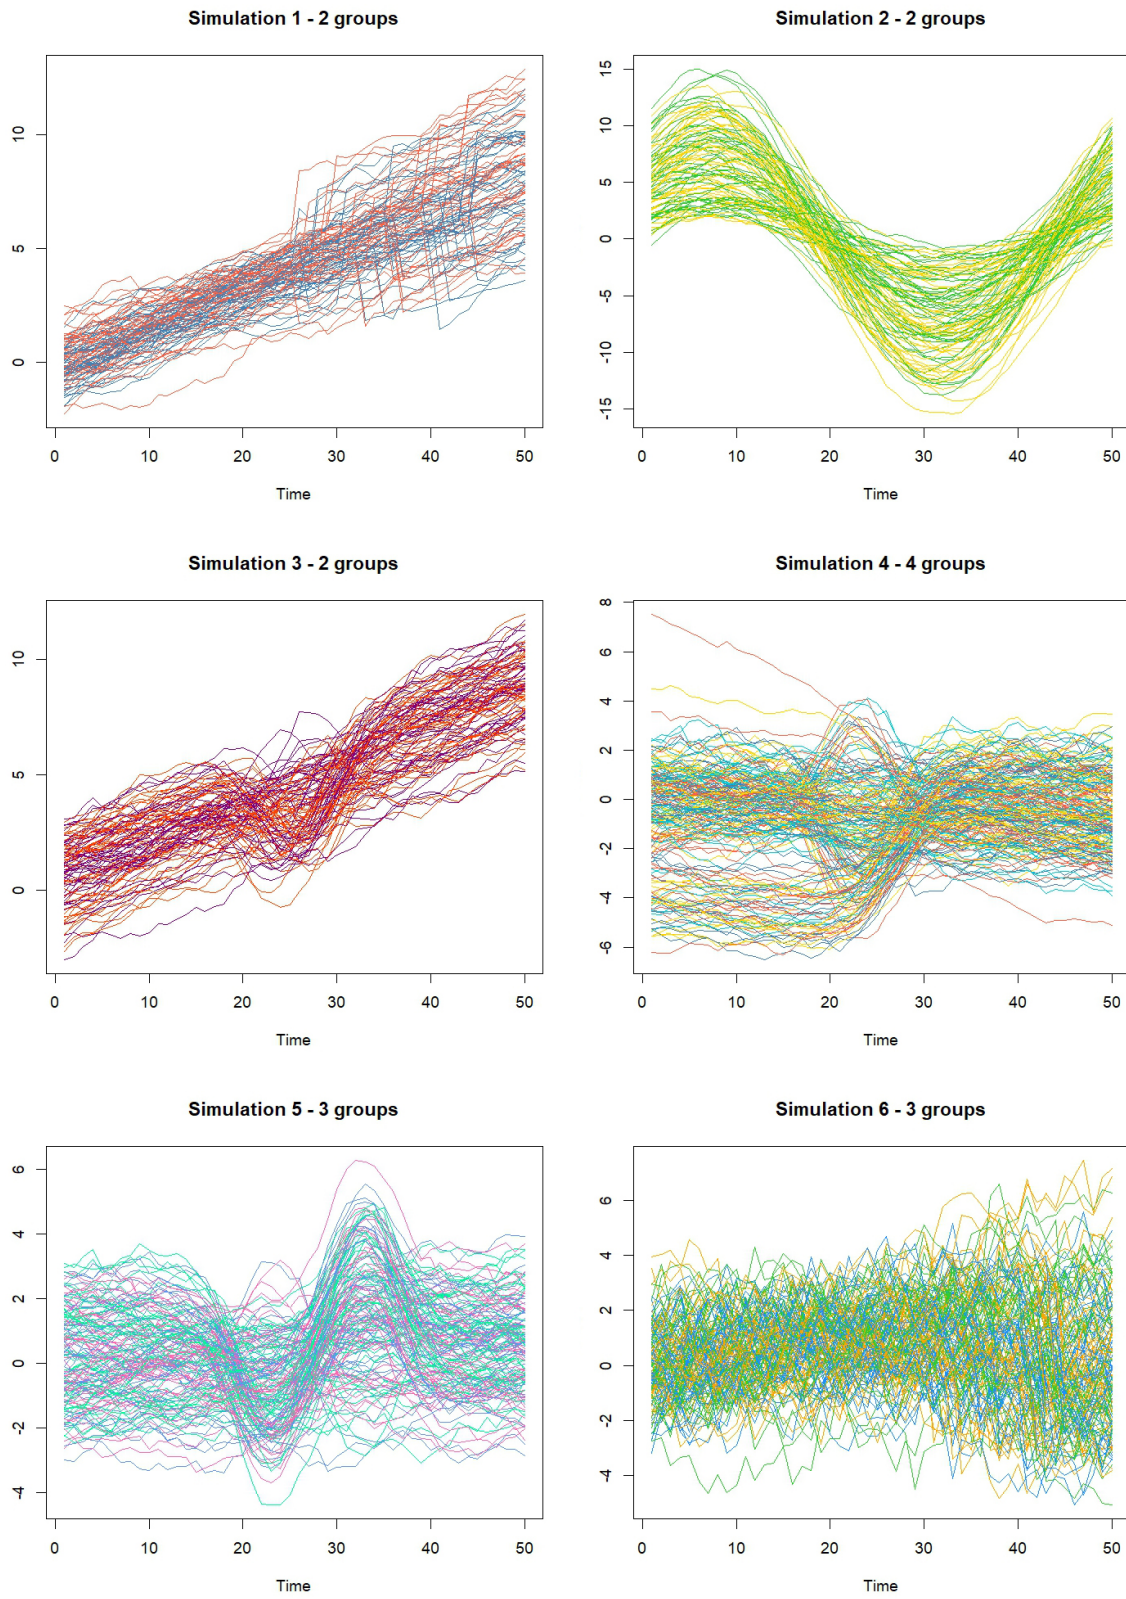 Simulation 1 - 2 groups
10
5
0
0 10 20 30 40 50
Time
Simulation 2 - 2 groups
15
10
5
0
-5
-10
-15
0 10 20 30 40 50
Time
Simulation 3 - 2 groups
10
5
0
0 10 20 30 40 50
Time
Simulation 4 - 4 groups
8
6
4
2
0
-2
-4
-6
0 10 20 30 40 50
Time
Simulation 5 - 3 groups
6
4
2
0
-2
-4
0 10 20 30 40 50
Time
Simulation 6 - 3 groups
6
4
2
0
-2
-4
0 10 20 30 40 50
Time